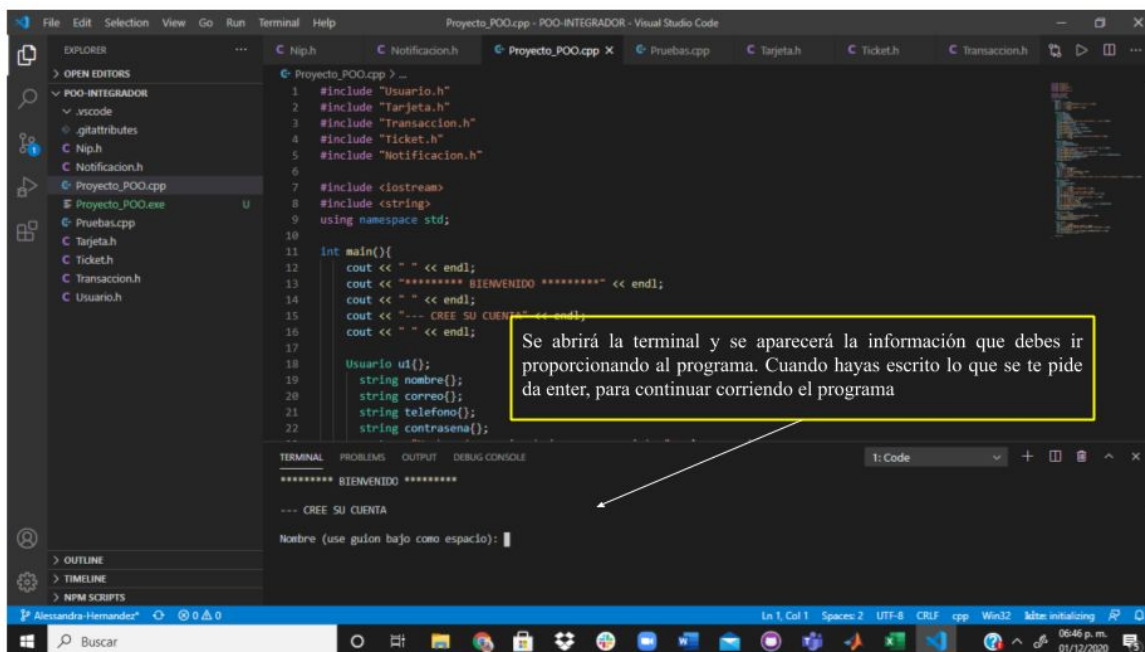 File Edit Selection View Go Run Terminal Help
Proyecto_POO.cpp - POO-INTEGRADOR - Visual Studio Code
EXPLORER ...
> OPEN EDITORS
POO-INTEGRADOR
.vscode
.gitattributes
Nip.h
Notificacion.h
Proyecto_POO.cpp
Proyecto_POO.exe U
Pruebas.cpp
Tarjeta.h
Ticket.h
Transaccion.h
Usuario.h
> OUTLINE
> TIMELINE
> NPM SCRIPTS
Nip.h Notificacion.h Proyecto_POO.cpp Pruebas.cpp Tarjeta.h Ticket.h Transaccion.h
Proyecto_POO.cpp > ...
1 #include "Usuario.h"
2 #include "Tarjeta.h"
3 #include "Transaccion.h"
4 #include "Ticket.h"
5 #include "Notificacion.h"
6
7 #include <iostream>
8 #include <string>
9 using namespace std;
10
11 int main(){
12 cout << " " << endl;
13 cout << "********* BIENVENIDO *********" << endl;
14 cout << " " << endl;
15 cout << "--- CREE SU CUENTA" << endl;
16 cout << " " << endl;
17
18 Usuario u1{};
19 string nombre{};
20 string correo{};
21 string telefono{};
22 string contrasena{};
Se abrirá la terminal y se aparecerá la información que debes ir
proporcionando al programa. Cuando hayas escrito lo que se te pide
da enter, para continuar corriendo el programa
TERMINAL PROBLEMS OUTPUT DEBUG CONSOLE 1: Code
********* BIENVENIDO *********
--- CREE SU CUENTA
Nombre (use guion bajo como espacio):
Alessandra-Hernandez* 0 0 Ln 1, Col 1 Spaces: 2 UTF-8 CRLF cpp Win32 kite: initializing
Buscar
06:46 p. m.
01/12/2020